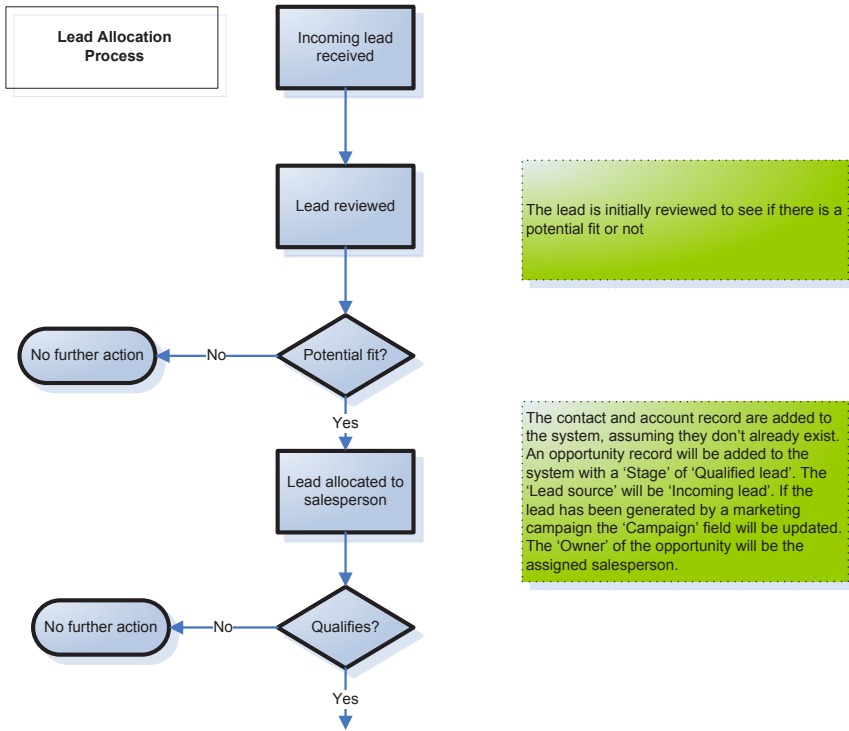 Lead Allocation
Process
Incoming lead
received
Lead reviewed
The lead is initially reviewed to see if there is a
potential fit or not
Potential fit?
No
No further action
Yes
Lead allocated to
salesperson
The contact and account record are added to
the system, assuming they don’t already exist.
An opportunity record will be added to the
system with a ‘Stage’ of ‘Qualified lead’. The
‘Lead source’ will be ‘Incoming lead’. If the
lead has been generated by a marketing
campaign the ‘Campaign’ field will be updated.
The ‘Owner’ of the opportunity will be the
assigned salesperson.
Qualifies?
No
No further action
Yes